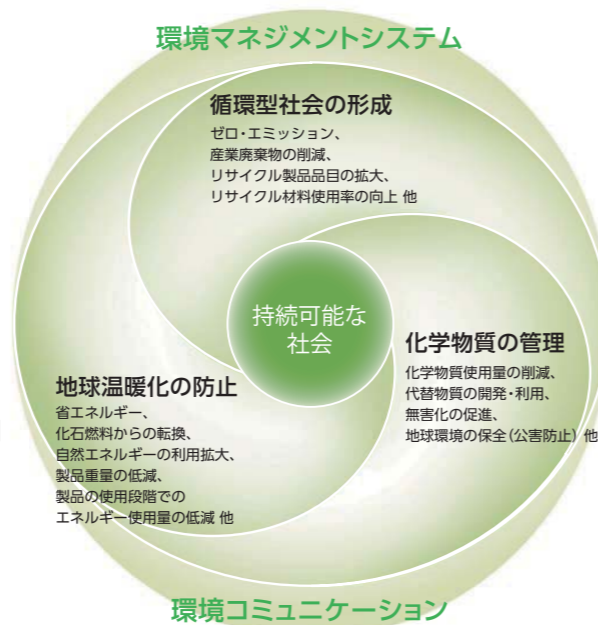 環境マネジメントシステム
循環型社会の形成
ゼロ・エミッション、
産業廃棄物の削減、
リサイクル製品品目の拡大、
リサイクル材料使用率の向上 他
持続可能な
社会
化学物質の管理
化学物質使用量の削減、
代替物質の開発・利用、
無害化の促進、
地球環境の保全(公害防止) 他
地球温暖化の防止
省エネルギー、
化石燃料からの転換、
自然エネルギーの利用拡大、
製品重量の低減、
製品の使用段階での
エネルギー使用量の低減 他
環境コミュニケーション